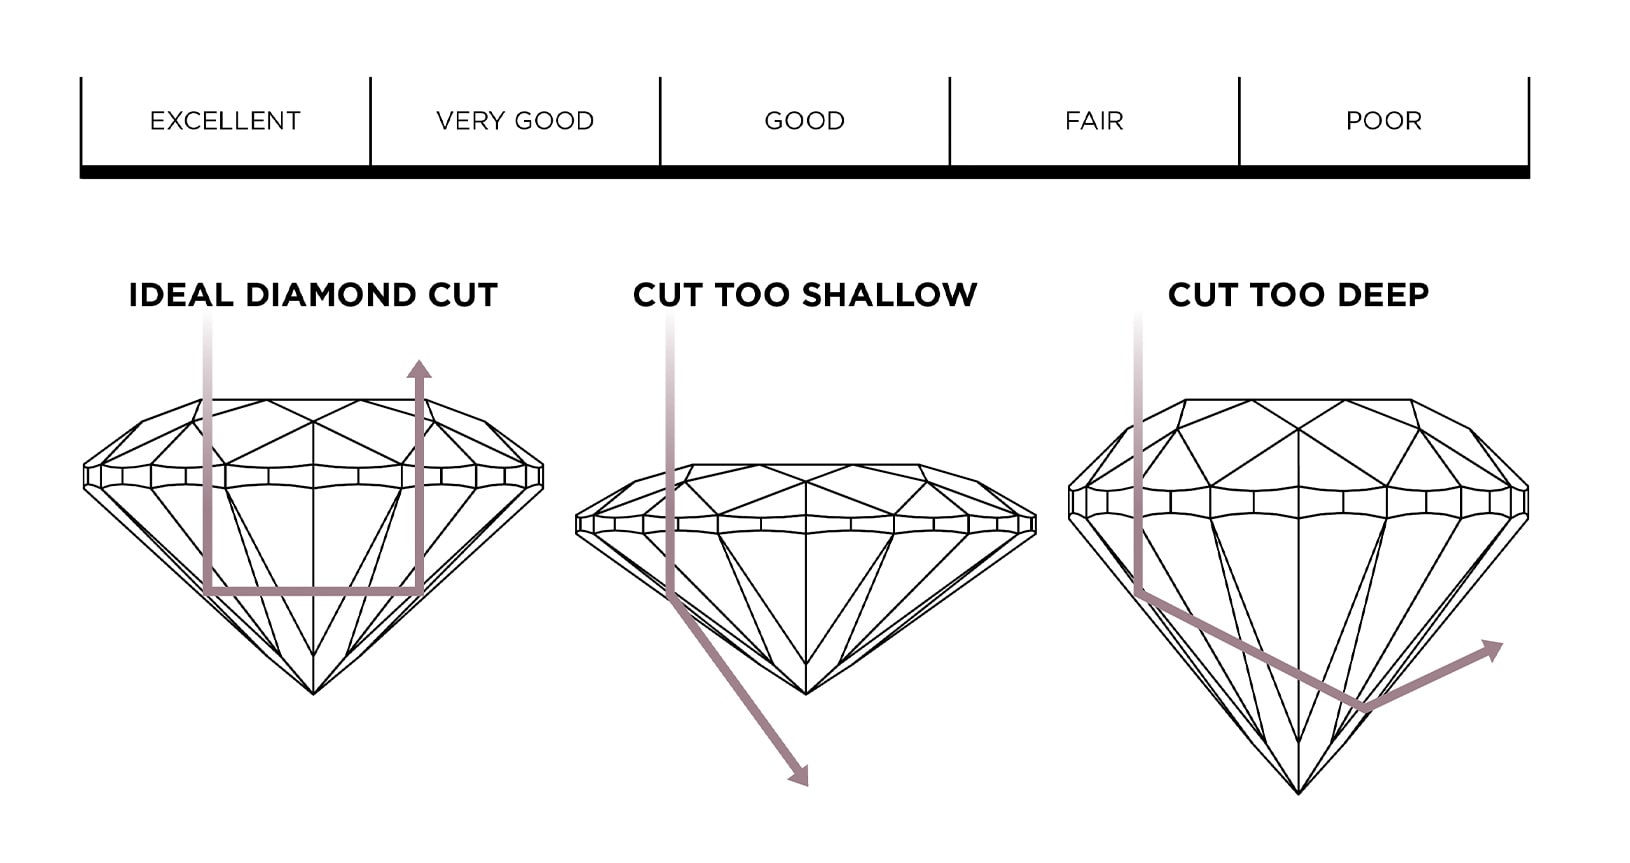 EXCELLENT
VERY GOOD
GOOD
FAIR
POOR
IDEAL DIAMOND CUT
CUT TOO SHALLOW
CUT TOO DEEP